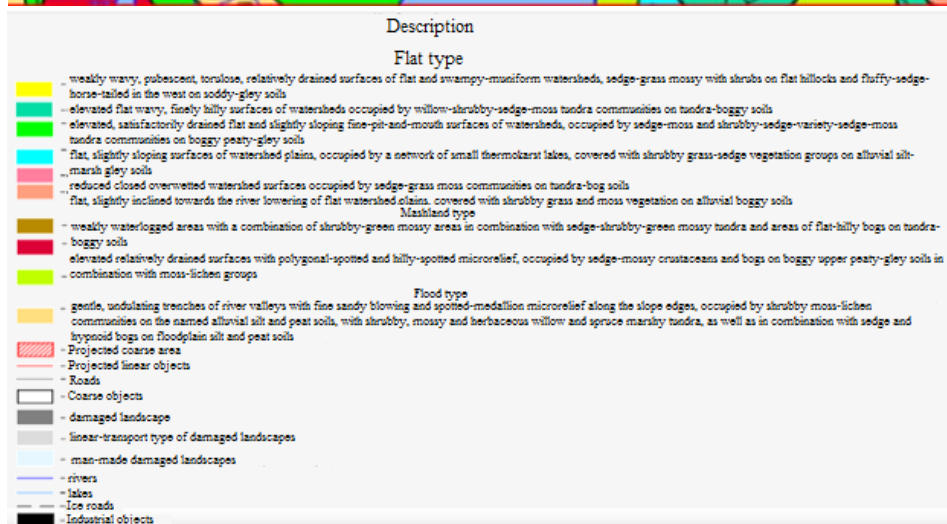 Description
Flat type
weakly wavy, pubescent, torulose, relatively drained surfaces of flat and swampy-muniform watersheds, sedge-grass mossy with shrubs on flat hillocks and fluffy-sedge-
horse-tailed in the west on soddy-gley soils
elevated flat wavy, finely hilly surfaces of watersheds occupied by willow-shrubby-sedge-moss tundra communities on tundra-boggy soils
elevated, satisfactorily drained flat and slightly sloping fine-pit-and-mouth surfaces of watersheds, occupied by sedge-moss and shrubby-sedge-variety-sedge-moss
tundra communities on boggy peaty-gley soils
flat, slightly sloping surfaces of watershed plains, occupied by a network of small thermokarst lakes, covered with shrubby grass-sedge vegetation groups on alluvial silt-
marsh gley soils
reduced closed overwetted watershed surfaces occupied by sedge-grass moss communities on tundra-bog soils
flat, slightly inclined towards the river lowering of flat watershed plains, covered with shrubby grass and moss vegetation on alluvial boggy soils
Mashland type
weakly waterlogged areas with a combination of shrubby-green mossy areas in combination with sedge-shrubby-green mossy tundra and areas of flat-hilly bogs on tundra-
boggy soils
elevated relatively drained surfaces with polygonal-spotted and hilly-spotted microrelief, occupied by sedge-mossy crustaceans and bogs on boggy upper peaty-gley soils in
combination with moss-lichen groups
Flood type
gentle, undulating trenches of river valleys with fine sandy blowing and spotted-medallion microrelief along the slope edges, occupied by shrubby moss-lichen
communities on the named alluvial silt and peat soils, with shrubby, mossy and herbaceous willow and spruce marshy tundra, as well as in combination with sedge and
hypnoid bogs on floodplain silt and peat soils
- Projected coarse area
- Projected linear objects
- Roads
- Coarse objects
- damaged landscape
- linear-transport type of damaged landscapes
- man-made damaged landscapes
- rivers
- lakes
- Ice roads
- Industrial objects